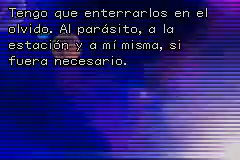 Tengo que enterrarlos en el
olvido. Al parásito, a la
estación y a mí misma, si
fuera necesario.